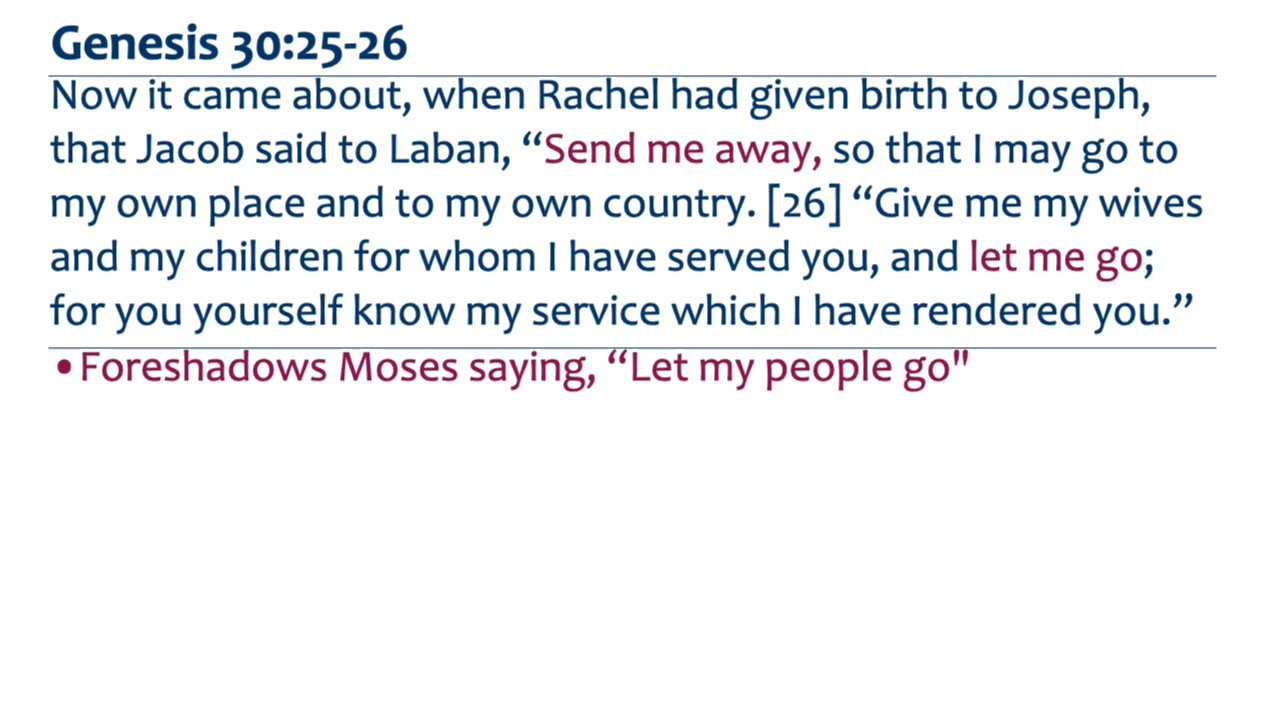 Genesis 30:25-26
Now it came about, when Rachel had given birth to Joseph,
that Jacob said to Laban, “Send me away, so that I may go to
my own place and to my own country. [26] “Give me my wives
and my children for whom I have served you, and let me go;
for you yourself know my service which I have rendered you.”
•Foreshadows Moses saying, “Let my people go"